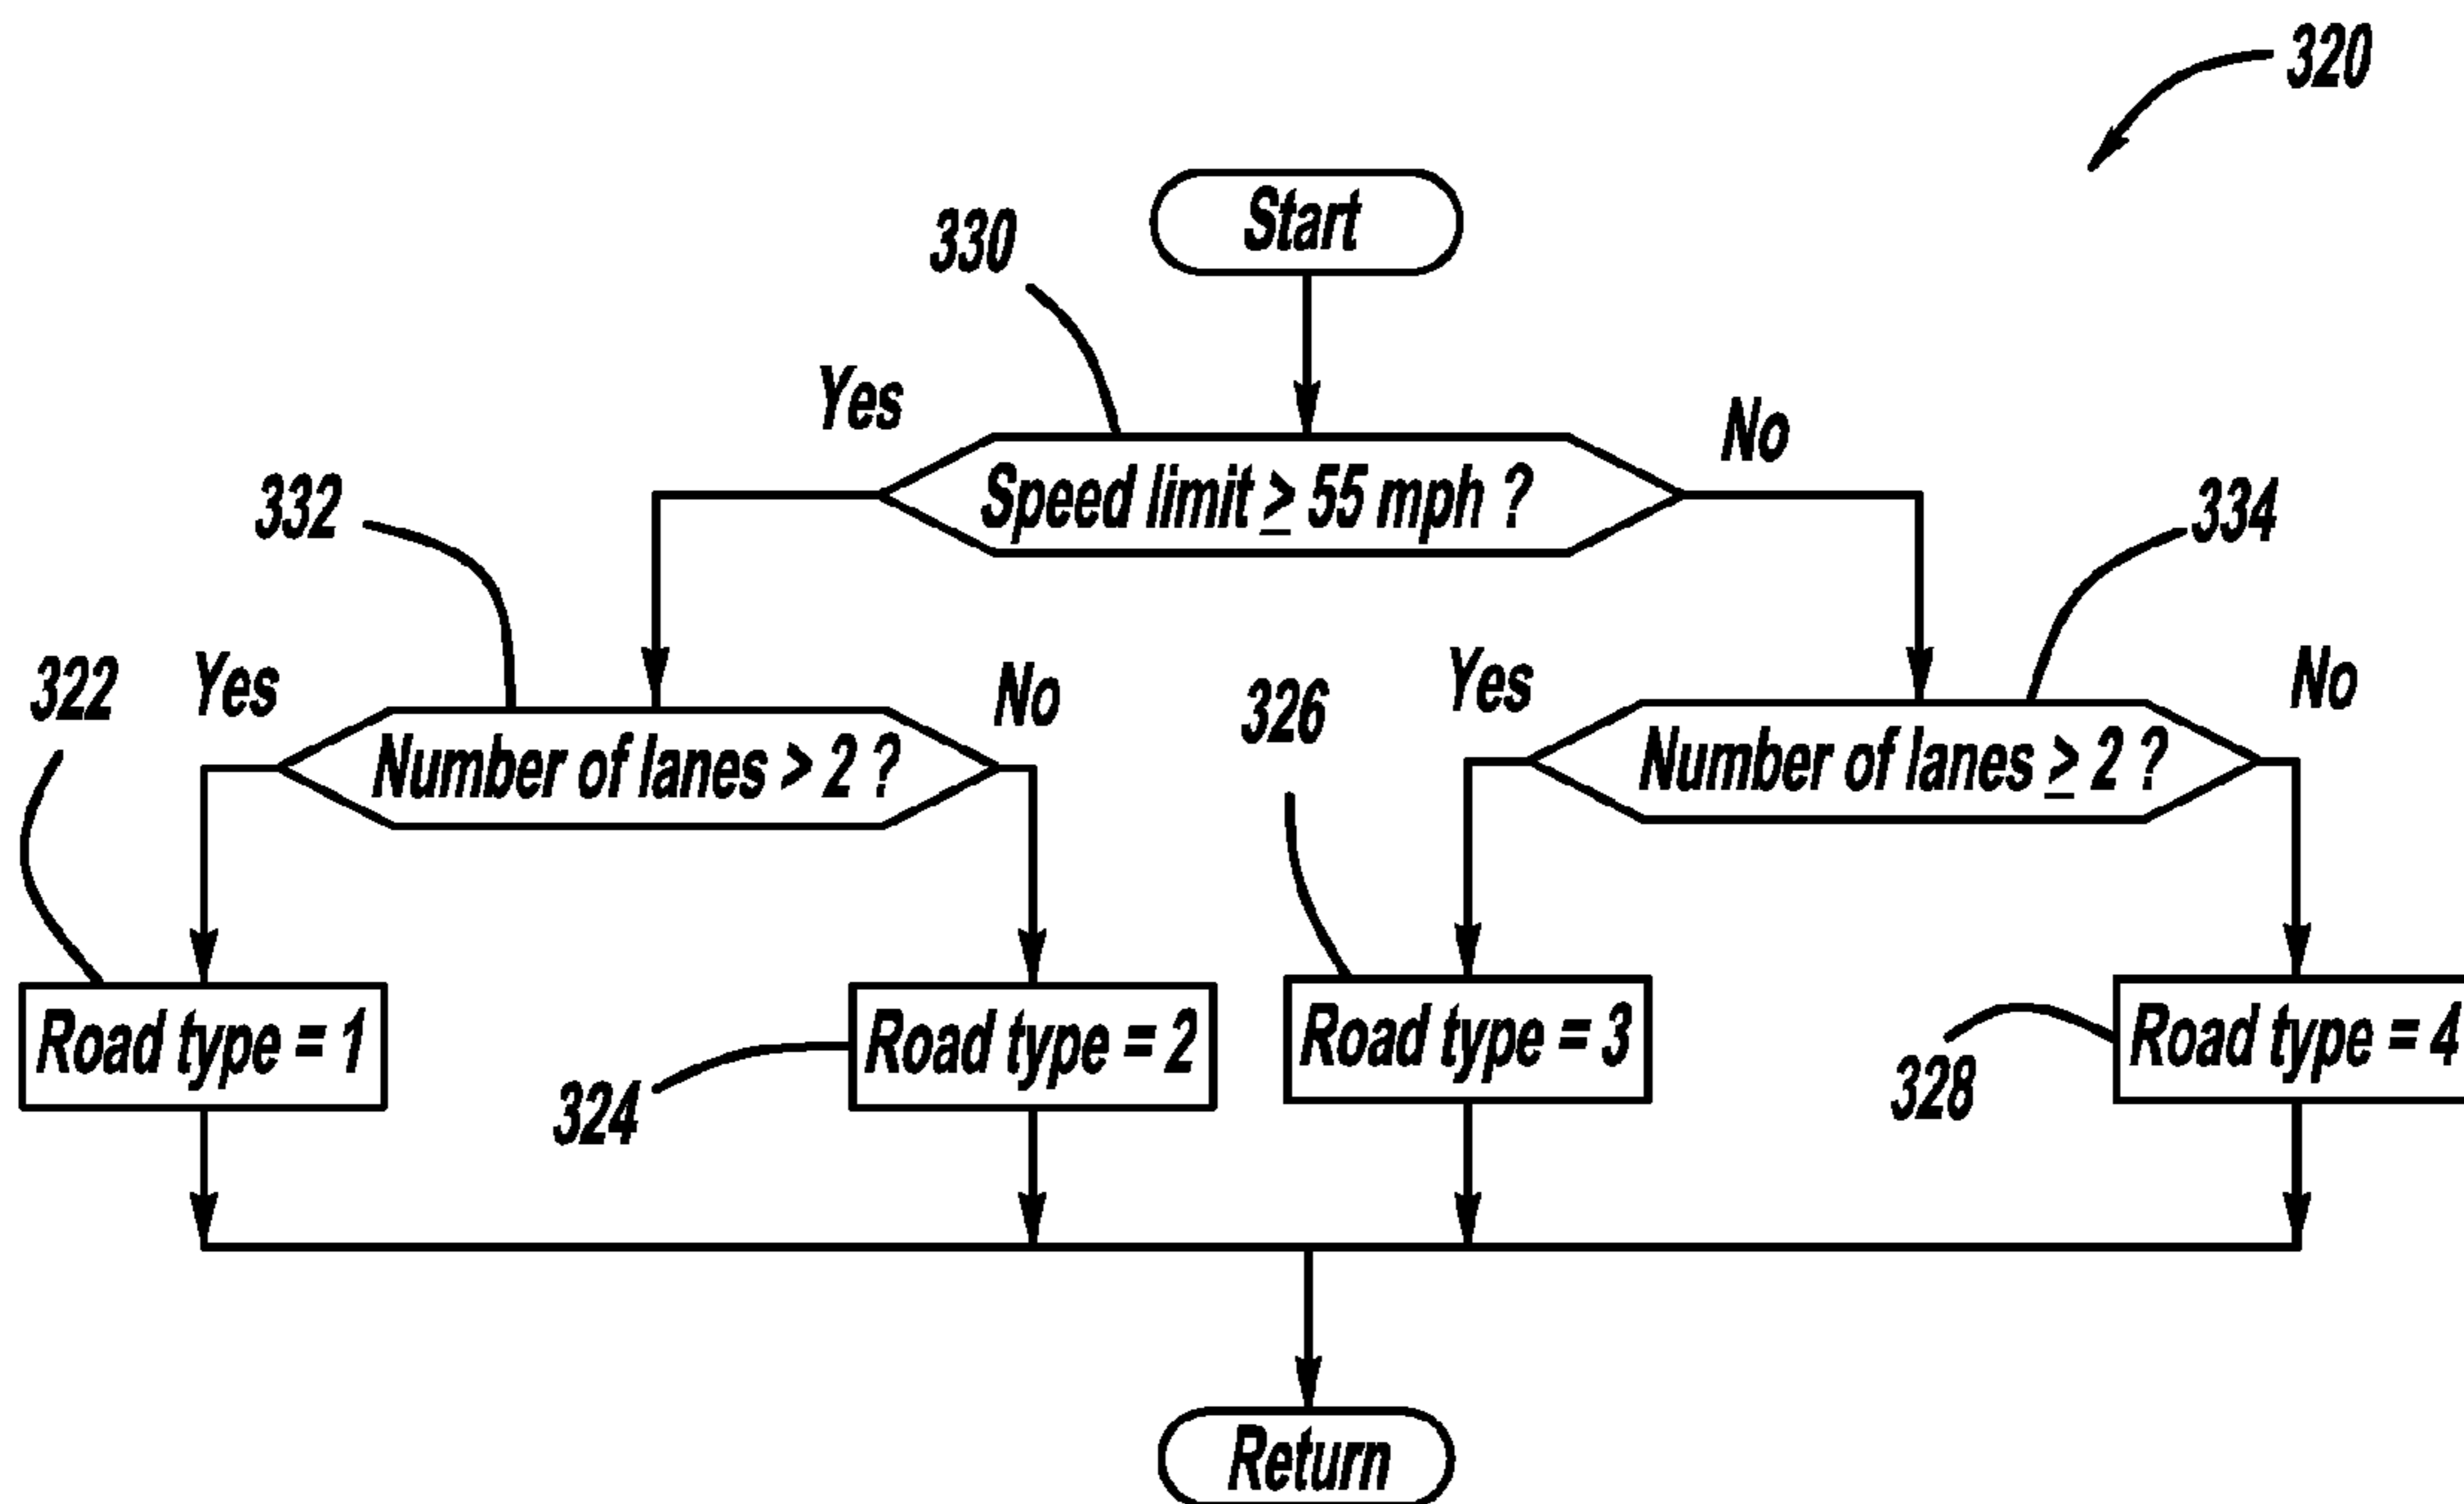 320
Start
330
Yes
No
Speed limit ≥ 55 mph ?
332
334
322
Yes
No
326
Yes
No
Number of lanes > 2 ?
Number of lanes ≥ 2 ?
Road type = 1
Road type = 2
Road type = 3
Road type = 4
324
328
Return